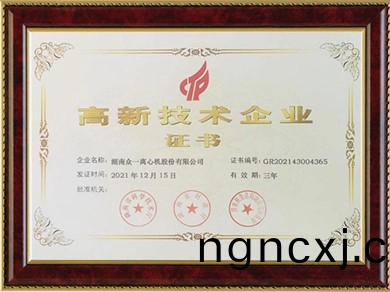 高新技术企业
证书
企业名称：湖南众一离心机股份有限公司 证书编号：GR202143004365
发证时间：2021年12月15日 有效期：三年
批准机关：
ngncxj.c